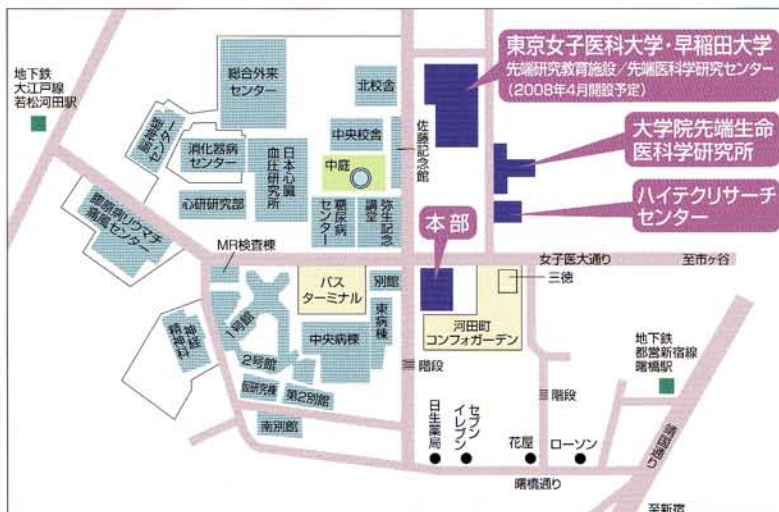 東京女子医科大学・早稲田大学
先端研究教育施設/先端医科学研究センター
(2008年4月開設予定)
大学院先端生命
医科学研究所
ハイテクリサーチ
センター
本部
地下鉄
大江戸線
若松河田駅
総合外来
センター
北校舎
中央校舎
佐藤記念館
脳神経
センター
消化器病
センター
日本心臓
血圧研究所
中庭
心研研究部
糖尿病
センター
弥生記念
講堂
膠原病リウマチ
痛風センター
MR検査棟
女子医大通り
至市ヶ谷
三徳
バス
ターミナル
別館
東病棟
1号館
中央病棟
河田町
コンフォガーデン
神経
精神科
2号館
仮研究棟
第2別館
南別館
階段
階段
地下鉄
都営新宿線
曙橋駅
日生薬局
セブン
イレブン
花屋
ローソン
靖国通り
曙橋通り
至新宿